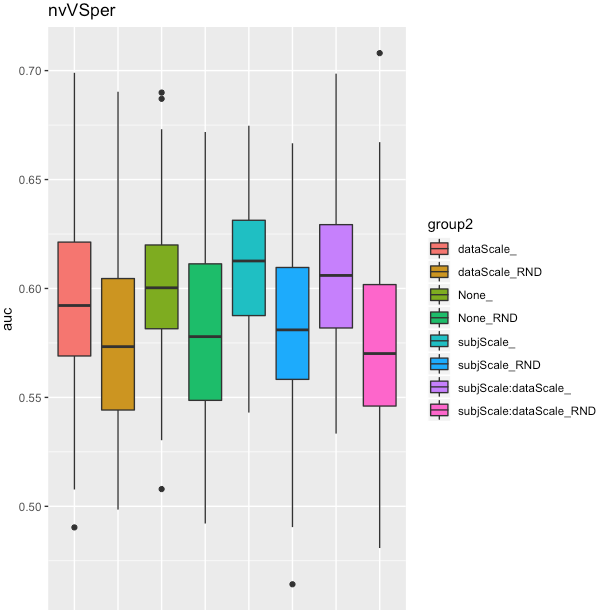 nvVSper
0.70
0.65
0.60
0.55
0.50
auc
group2
dataScale_
dataScale_RND
None_
None_RND
subjScale_
subjScale_RND
subjScale:dataScale_
subjScale:dataScale_RND